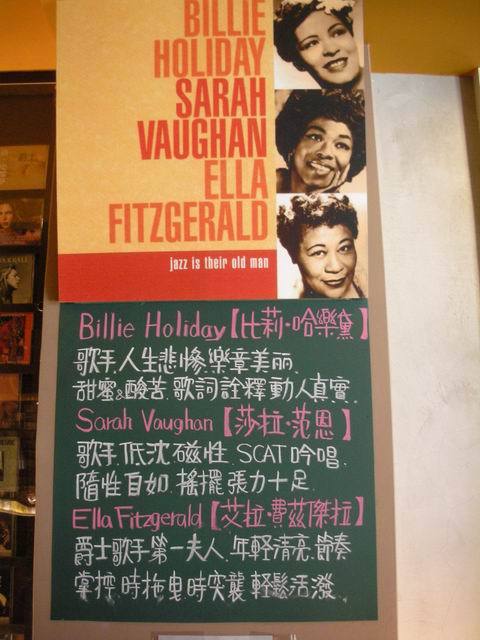 BILLIE
HOLIDAY
SARAH
VAUGHAN
ELLA
FITZGERALD
jazz is their old man
Billie Holiday【比莉·哈樂黛】
歌手,人生悲慘.樂章美麗.
甜蜜&酸苦.歌詞詮釋動人真實.
Sarah Vaughan【莎拉·范恩】
歌手低沈磁性.SCAT吟唱.
隨性自如.搖擺張力十足.
Ella Fitzgerald【艾拉·費茲傑拉】
爵士歌手第一夫人.年輕清亮.節奏
掌控.時拖曳時突襲.輕鬆活潑.